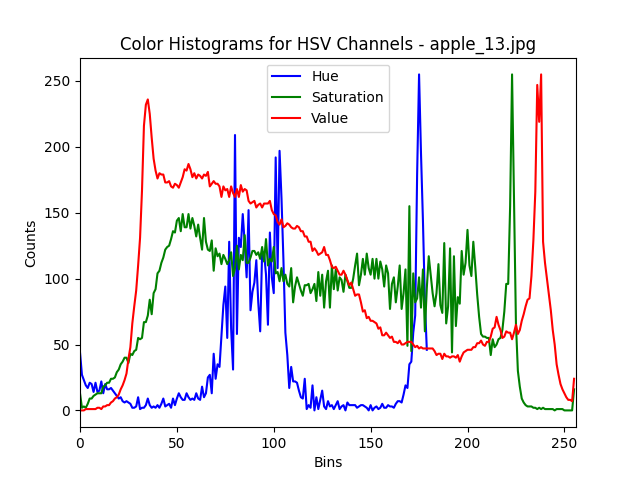 Color Histograms for HSV Channels - apple_13.jpg
Hue
Saturation
Value
Counts
250
200
150
100
50
0
0 50 100 150 200 250
Bins